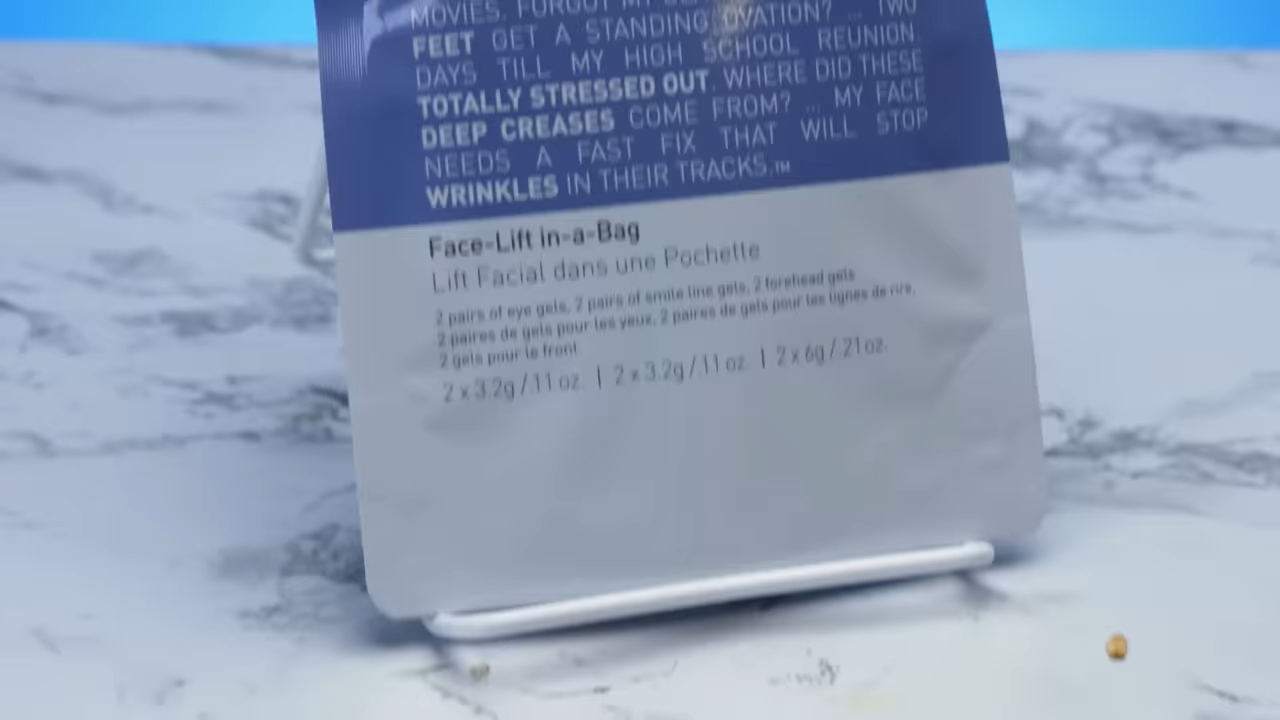 MOVIES. FORGOT MY
FEET GET A STANDING OVATION? ... TWO
DAYS TILL MY HIGH SCHOOL REUNION.
TOTALLY STRESSED OUT. WHERE DID THESE
DEEP CREASES COME FROM? ... MY FACE
NEEDS A FAST FIX THAT WILL STOP
WRINKLES IN THEIR TRACKS.™
Face-Lift in-a-Bag
Lift Facial dans une Pochette
2 pairs of eye gels, 2 pairs of smile line gels, 2 forehead gels
2 paires de gels pour les yeux, 2 paires de gels pour les lignes de rire,
2 gels pour le front
2 x 3.2g / .11 oz. | 2 x 3.2g / .11 oz. | 2 x 6g / .21 oz.